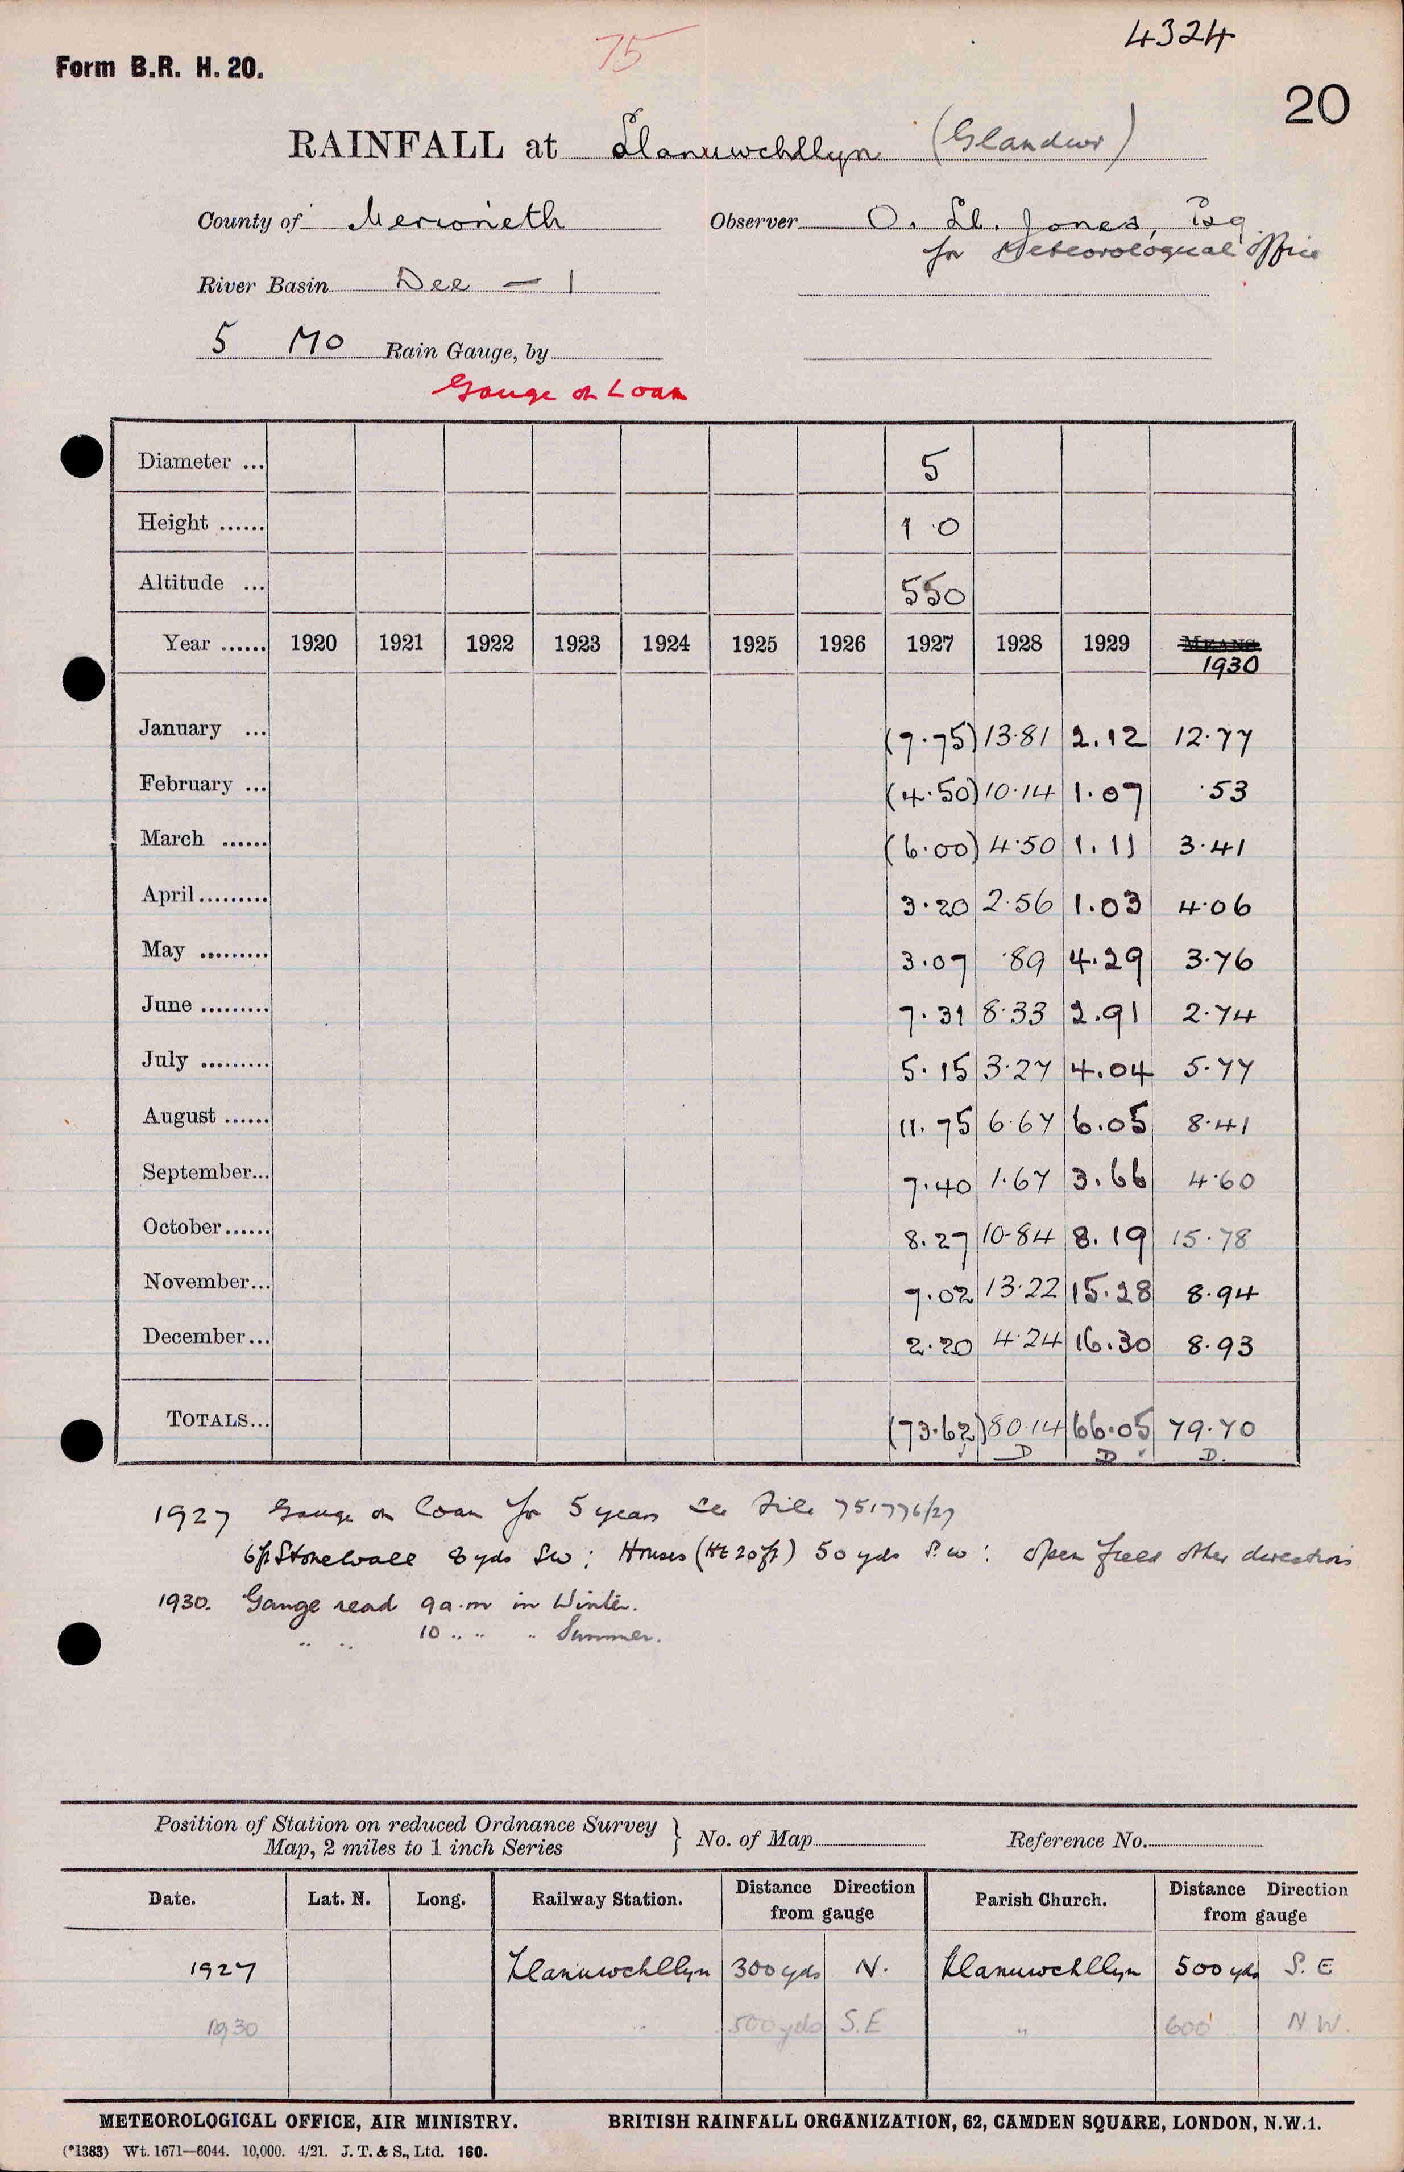 4324
75
Form B.R. H. 20.
20
RAINFALL at Llanuwchllyn (Glandwr)
County of Merioneth Observer O. Ll. Jones, Esq
for Meteorological Office
River Basin Dee — 1
5 MO Rain Gauge, by
Gauge on Loan
Diameter ... 5
Height ...... 1 0
Altitude ... 550
Year ...... 1920 1921 1922 1923 1924 1925 1926 1927 1928 1929 MEANS
1930
January ... (7.75) 13.81 2.12 12.77
February ... (4.50) 10.14 1.07 .53
March ...... (6.00) 4.50 1.11 3.41
April......... 3.20 2.56 1.03 4.06
May ......... 3.07 .89 4.29 3.76
June ......... 7.31 8.33 2.91 2.74
July ......... 5.15 3.27 4.04 5.77
August ...... 11.75 6.67 6.05 8.41
September... 7.40 1.67 3.66 4.60
October...... 8.27 10.84 8.19 15.78
November... 7.02 13.22 15.28 8.94
December... 2.20 4.24 16.30 8.93
TOTALS... (73.62) 80.14 66.05 79.70
D D D.
1927 Gauge on loan for 5 years see File 751776/27
6ft Stone wall 8 yds SW; Houses (Ht 20ft) 50 yds S.W: open field other directions
1930. Gauge read 9 a.m in Winter.
" " 10 " " " Summer.
Position of Station on reduced Ordnance Survey
Map, 2 miles to 1 inch Series } No. of Map Reference No.
Date. Lat. N. Long. Railway Station. Distance Direction from gauge Parish Church. Distance Direction from gauge
1927 Llanuwchllyn 300 yds N. Llanuwchllyn 500 yds S. E
1930 " 500 yds S.E " 600 " N W.
METEOROLOGICAL OFFICE, AIR MINISTRY. BRITISH RAINFALL ORGANIZATION, 62, CAMDEN SQUARE, LONDON, N.W.1.
(*1383) Wt. 1671—6044. 10,000. 4/21. J. T. & S., Ltd. 160.